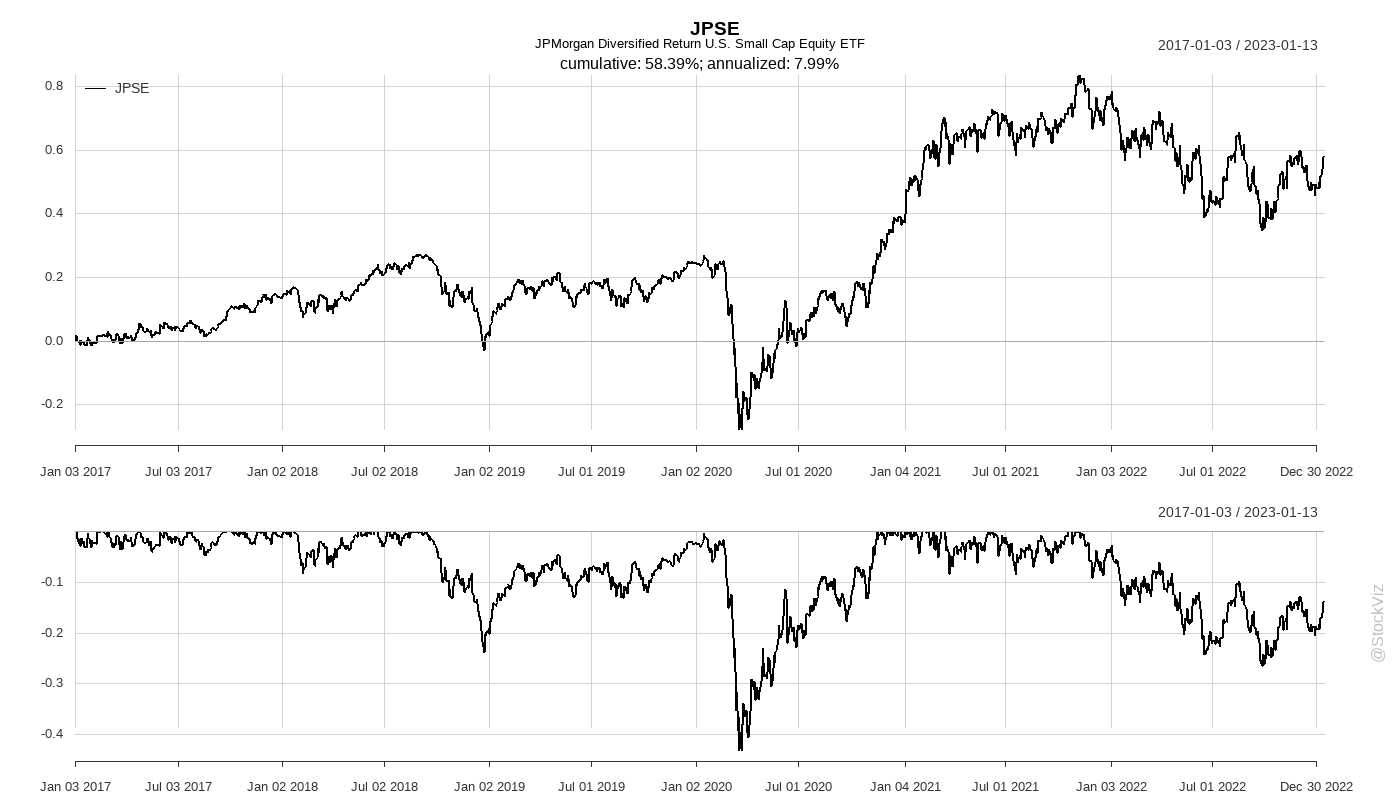 JPSE
JPMorgan Diversified Return U.S. Small Cap Equity ETF
2017-01-03 / 2023-01-13
cumulative: 58.39%; annualized: 7.99%
JPSE
0.8
0.6
0.4
0.2
0.0
-0.2
Jan 03 2017 Jul 03 2017 Jan 02 2018 Jul 02 2018 Jan 02 2019 Jul 01 2019 Jan 02 2020 Jul 01 2020 Jan 04 2021 Jul 01 2021 Jan 03 2022 Jul 01 2022 Dec 30 2022
2017-01-03 / 2023-01-13
-0.1
-0.2
-0.3
-0.4
Jan 03 2017 Jul 03 2017 Jan 02 2018 Jul 02 2018 Jan 02 2019 Jul 01 2019 Jan 02 2020 Jul 01 2020 Jan 04 2021 Jul 01 2021 Jan 03 2022 Jul 01 2022 Dec 30 2022
@StockViz